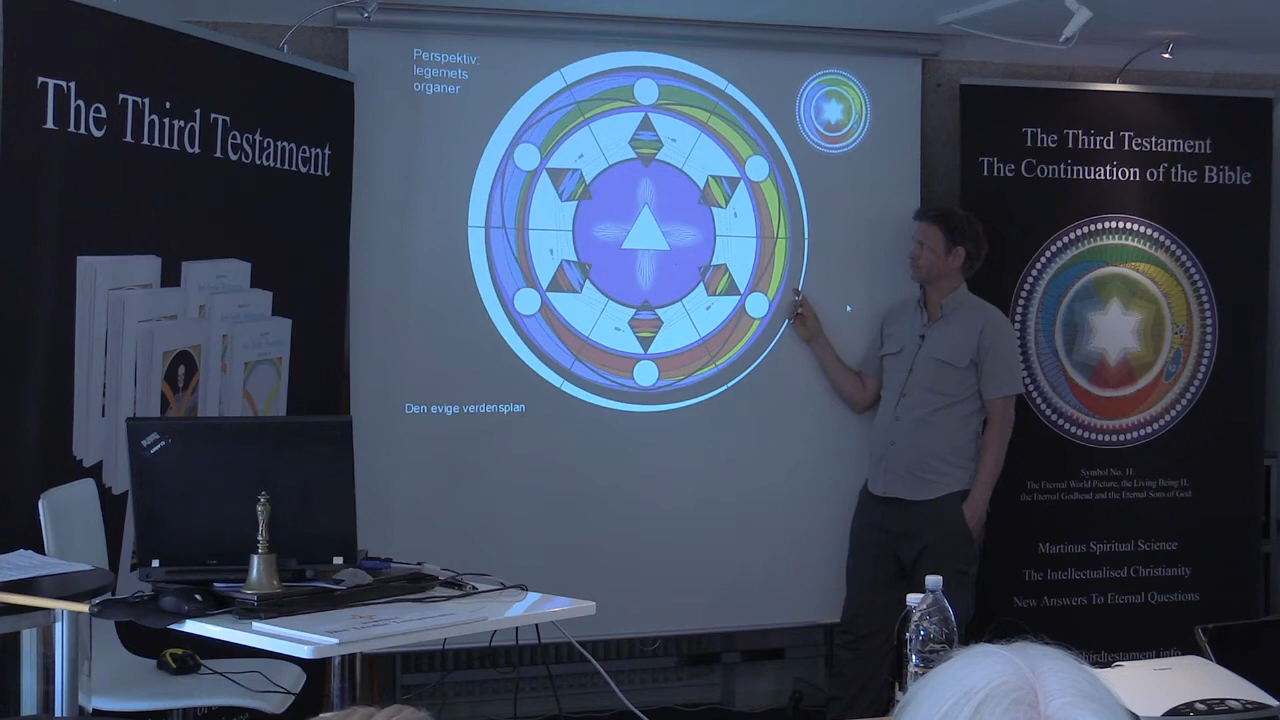 The Third Testament
Perspektiv:
legemets
organer
Den evige verdensplan
The Third Testament
The Continuation of the Bible
Symbol No. 11.
The Eternal World Picture, the Living Being II,
the Eternal Godhead and the Eternal Sons of God.
Martinus Spiritual Science
The Intellectualised Christianity
New Answers To Eternal Questions